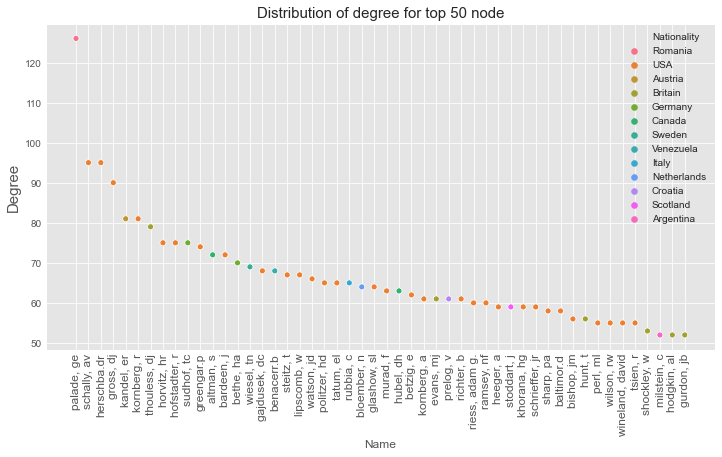 Distribution of degree for top 50 node
Degree
120
110
100
90
80
70
60
50
Nationality
Romania
USA
Austria
Britain
Germany
Canada
Sweden
Venezuela
Italy
Netherlands
Croatia
Scotland
Argentina
palade, ge
schally, av
herschba.dr
gross, dj
kandel, er
kornberg, r
thouless, dj
horvitz, hr
hofstadter, r
sudhof, tc
greengar.p
altman, s
bardeen, j
bethe, ha
wiesel, tn
gajdusek, dc
benacerr.b
steitz, t
lipscomb, w
watson, jd
politzer, hd
tatum, el
rubbia, c
bloember, n
glashow, sl
murad, f
hubel, dh
betzig, e
kornberg, a
evans, mj
prelog, v
richter, b
riess, adam g.
ramsey, nf
heeger, a
stoddart, j
khorana, hg
schrieffer, jr
sharp, pa
baltimor.d
bishop, jm
hunt, t
perl, ml
wilson, rw
wineland, david
tsien, r
shockley, w
milstein, c
hodgkin, al
gurdon, jb
Name